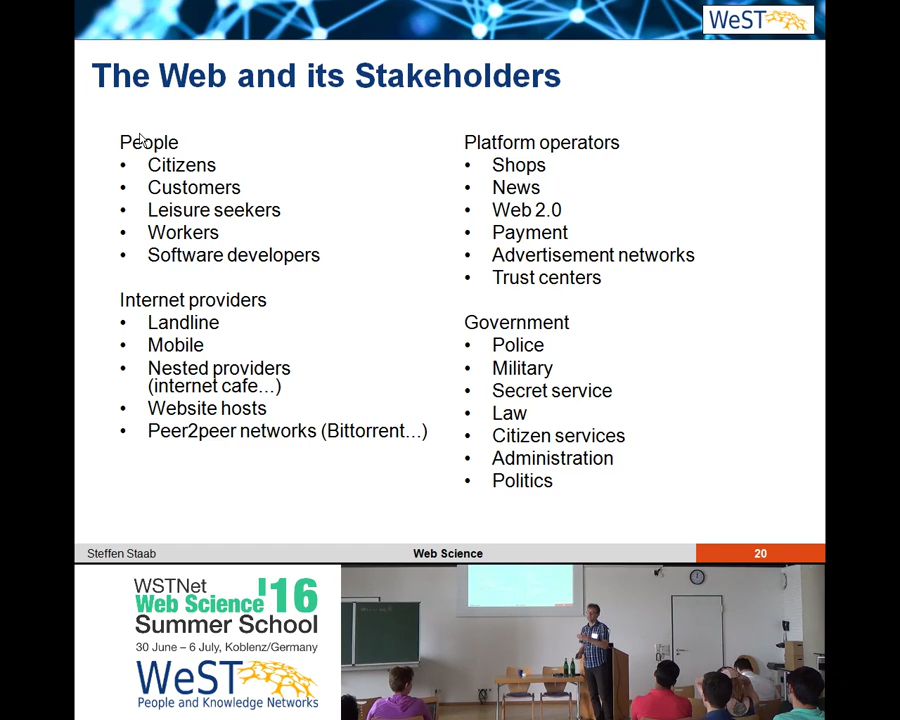 WeST
The Web and its Stakeholders
People
• Citizens
• Customers
• Leisure seekers
• Workers
• Software developers
Internet providers
• Landline
• Mobile
• Nested providers
(internet cafe…)
• Website hosts
• Peer2peer networks (Bittorrent…)
Platform operators
• Shops
• News
• Web 2.0
• Payment
• Advertisement networks
• Trust centers
Government
• Police
• Military
• Secret service
• Law
• Citizen services
• Administration
• Politics
Steffen Staab
Web Science
20
WSTNet
Web Science '16
Summer School
30 June – 6 July, Koblenz/Germany
WeST
People and Knowledge Networks